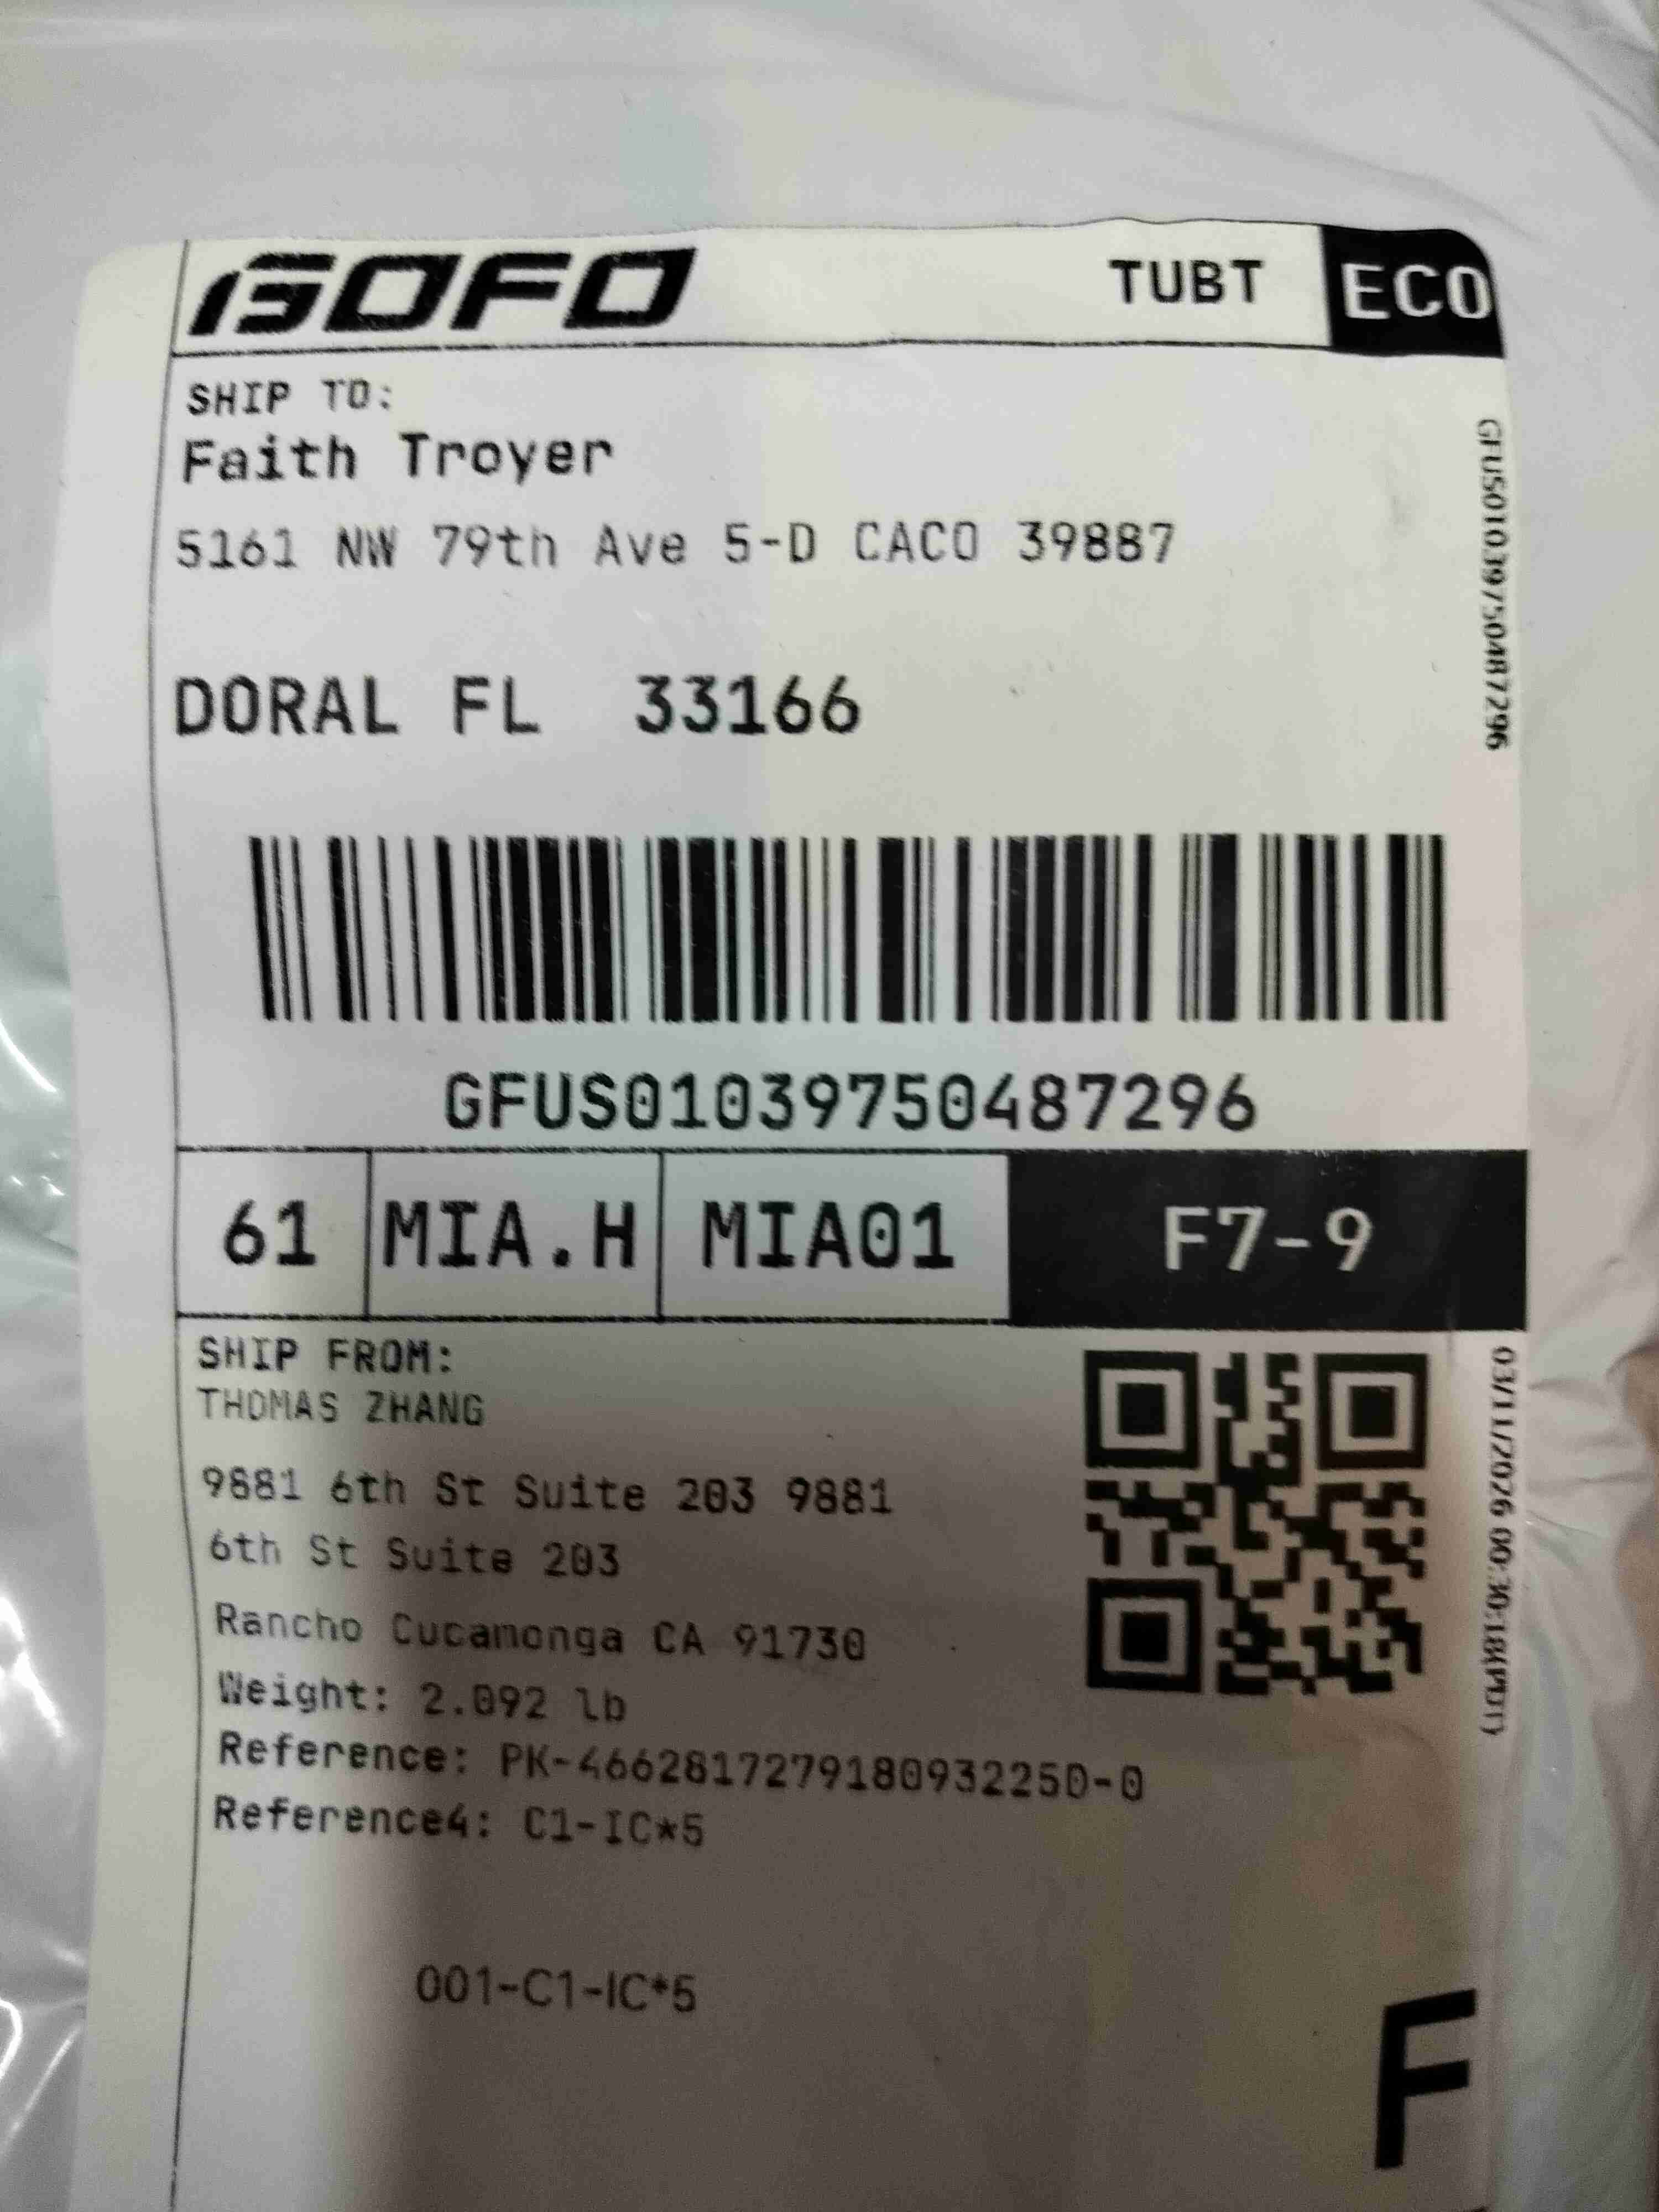 GOFO TUBT ECO
SHIP TO:
Faith Troyer
5161 NW 79th Ave 5-D CACO 39887
DORAL FL 33166
GFUS01039750487296
GFUS01039750487296
61 MIA.H MIA01 F7-9
SHIP FROM:
THOMAS ZHANG
9881 6th St Suite 203 9881
6th St Suite 203
Rancho Cucamonga CA 91730
Weight: 2.092 lb
Reference: PK-4662817279180932250-0
Reference4: C1-IC*5
03/11/2026 00:30:18(PDT)
001-C1-IC*5
F